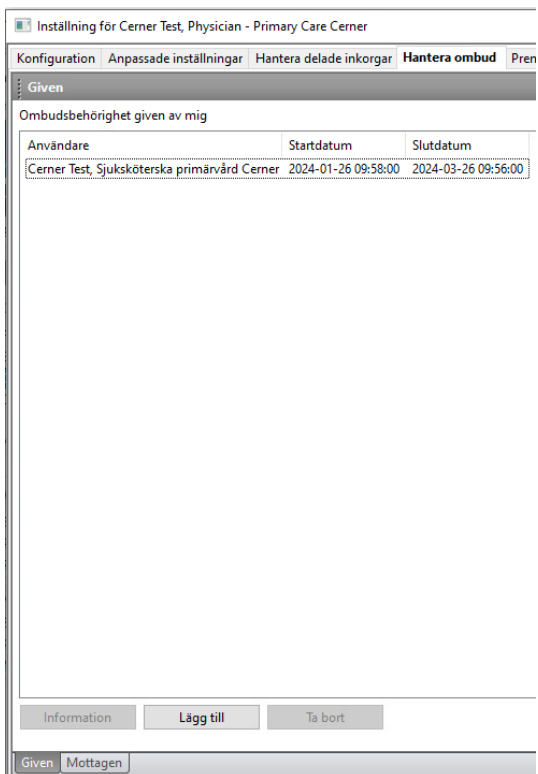 Inställning för Cerner Test, Physician - Primary Care Cerner
Konfiguration Anpassade inställningar Hantera delade inkorgar Hantera ombud
Given
Ombudsbehörighet given av mig
Användare Startdatum Slutdatum
Cerner Test, Sjuksköterska primärvård Cerner 2024-01-26 09:58:00 2024-03-26 09:56:00
Information Lägg till Ta bort
Given Mottagen